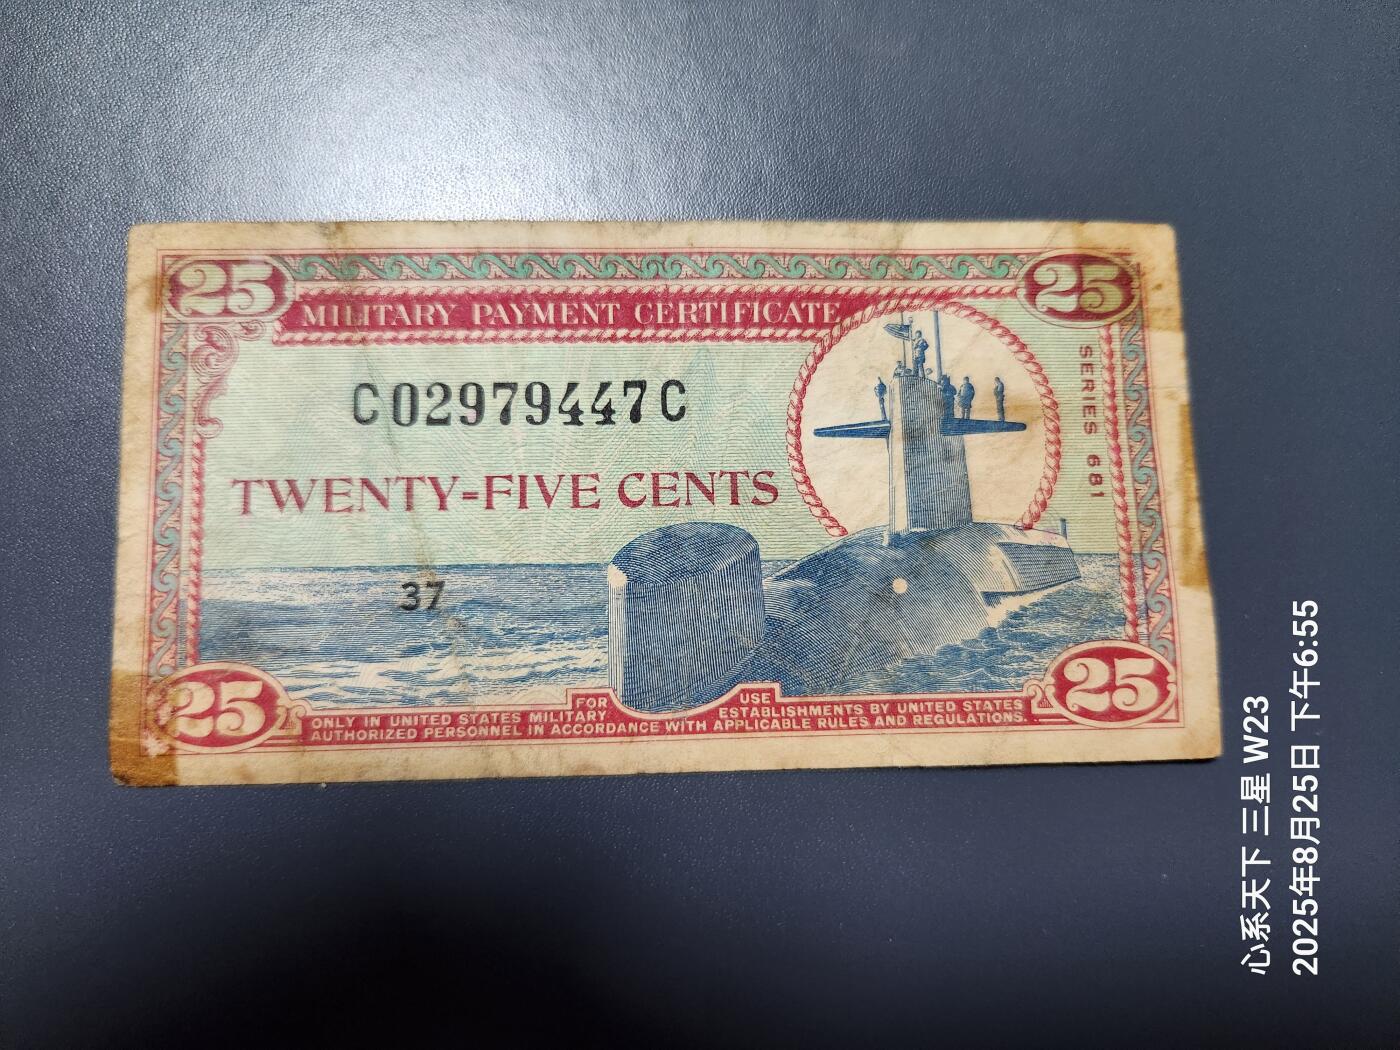 25
25
MILITARY PAYMENT CERTIFICATE
SERIES 681
C02979447C
TWENTY-FIVE CENTS
37
25
25
FOR USE
ONLY IN UNITED STATES MILITARY ESTABLISHMENTS BY UNITED STATES
AUTHORIZED PERSONNEL IN ACCORDANCE WITH APPLICABLE RULES AND REGULATIONS.
心系天下 三星 W23
2025年8月25日 下午6:55